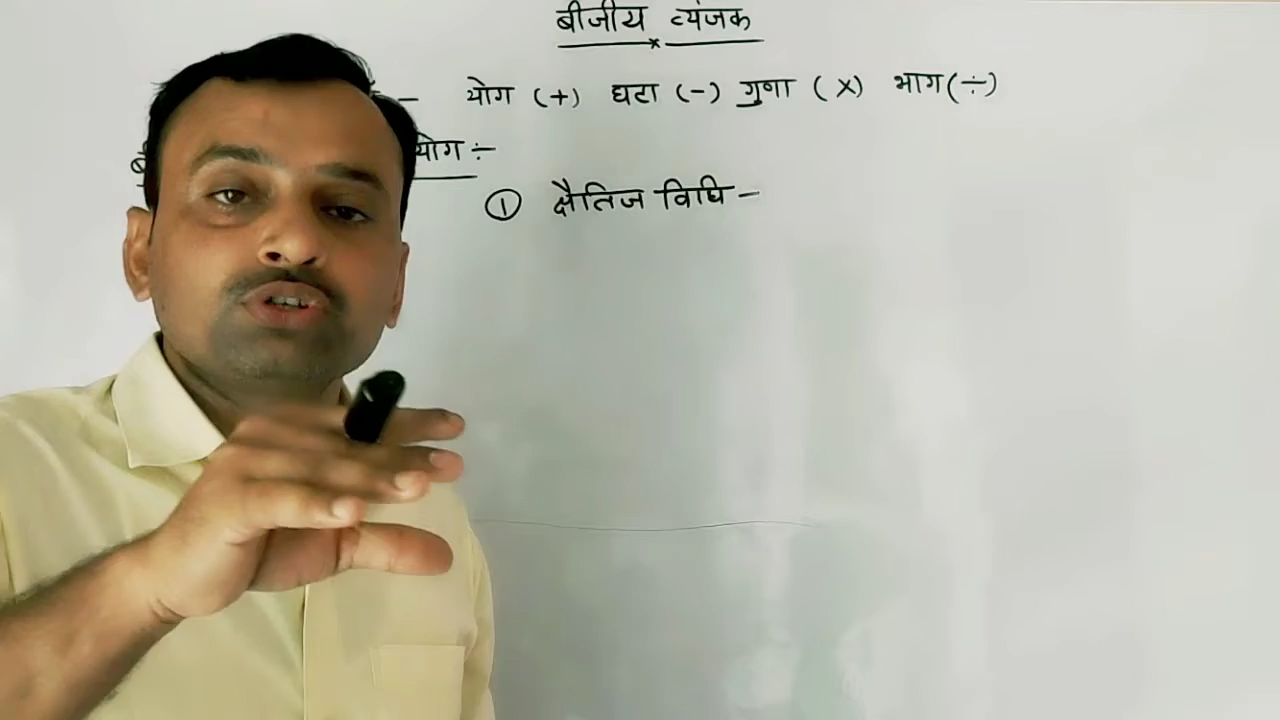 बीजीय व्यंजक
– योग (+) घटा (-) गुणा (×) भाग (÷)
योग ÷
① क्षैतिज विधि –